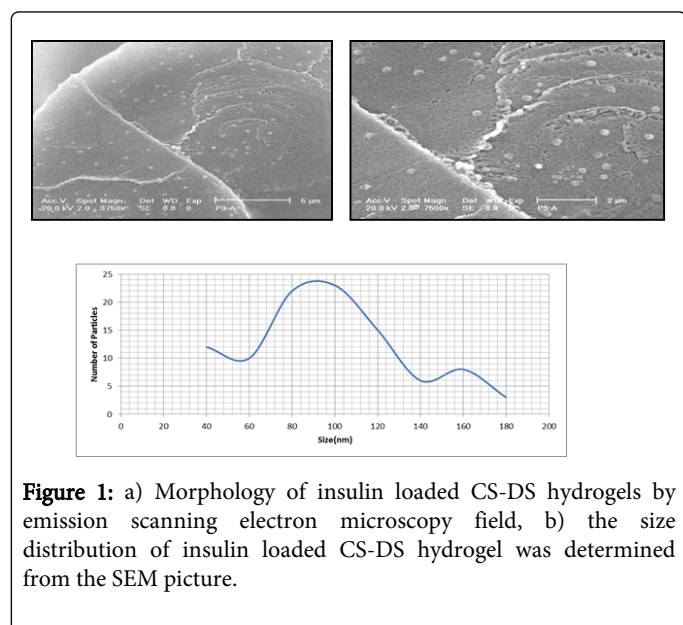 Acc.V Spot Magn Det WD Exp 5 µm
20.0 kV 2.0 3750x SE 8.8 0 P3-A
Acc.V Spot Magn Det WD Exp 2 µm
20.0 kV 2.0 7500x SE 8.8 0 P3-A
25
20
15
10
5
0
Number of Particles
0 20 40 60 80 100 120 140 160 180 200
Size(nm)
Figure 1: a) Morphology of insulin loaded CS-DS hydrogels by
emission scanning electron microscopy field, b) the size
distribution of insulin loaded CS-DS hydrogel was determined
from the SEM picture.